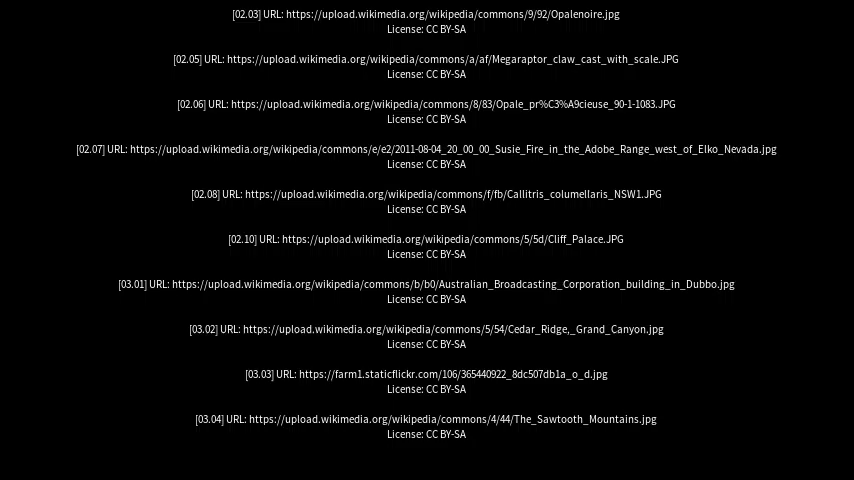 [02.03] URL: https://upload.wikimedia.org/wikipedia/commons/9/92/Opalenoire.jpg
License: CC BY-SA
[02.05] URL: https://upload.wikimedia.org/wikipedia/commons/a/af/Megaraptor_claw_cast_with_scale.JPG
License: CC BY-SA
[02.06] URL: https://upload.wikimedia.org/wikipedia/commons/8/83/Opale_pr%C3%A9cieuse_90-1-1083.JPG
License: CC BY-SA
[02.07] URL: https://upload.wikimedia.org/wikipedia/commons/e/e2/2011-08-04_20_00_00_Susie_Fire_in_the_Adobe_Range_west_of_Elko_Nevada.jpg
License: CC BY-SA
[02.08] URL: https://upload.wikimedia.org/wikipedia/commons/f/fb/Callitris_columellaris_NSW1.JPG
License: CC BY-SA
[02.10] URL: https://upload.wikimedia.org/wikipedia/commons/5/5d/Cliff_Palace.JPG
License: CC BY-SA
[03.01] URL: https://upload.wikimedia.org/wikipedia/commons/b/b0/Australian_Broadcasting_Corporation_building_in_Dubbo.jpg
License: CC BY-SA
[03.02] URL: https://upload.wikimedia.org/wikipedia/commons/5/54/Cedar_Ridge,_Grand_Canyon.jpg
License: CC BY-SA
[03.03] URL: https://farm1.staticflickr.com/106/365440922_8dc507db1a_o_d.jpg
License: CC BY-SA
[03.04] URL: https://upload.wikimedia.org/wikipedia/commons/4/44/The_Sawtooth_Mountains.jpg
License: CC BY-SA